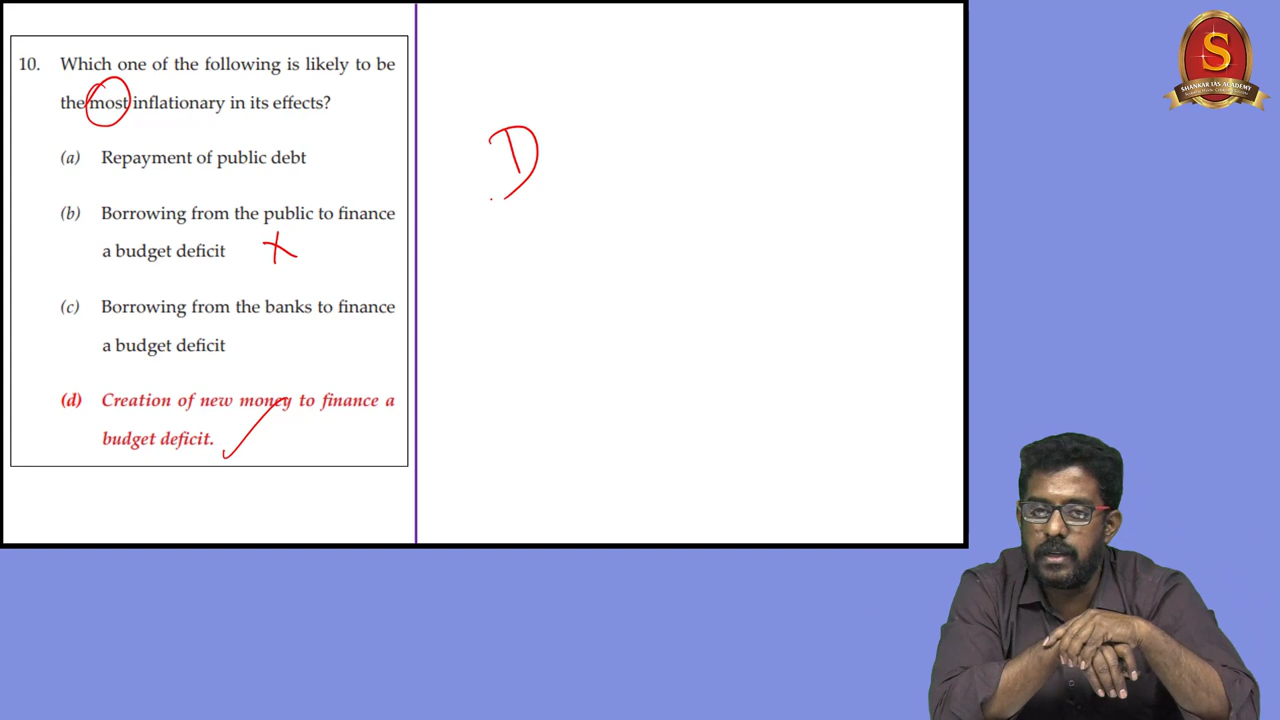 10. Which one of the following is likely to be
the most inflationary in its effects?
(a) Repayment of public debt
(b) Borrowing from the public to finance
a budget deficit
(c) Borrowing from the banks to finance
a budget deficit
(d) Creation of new money to finance a
budget deficit.
D
S
SHANKAR IAS ACADEMY